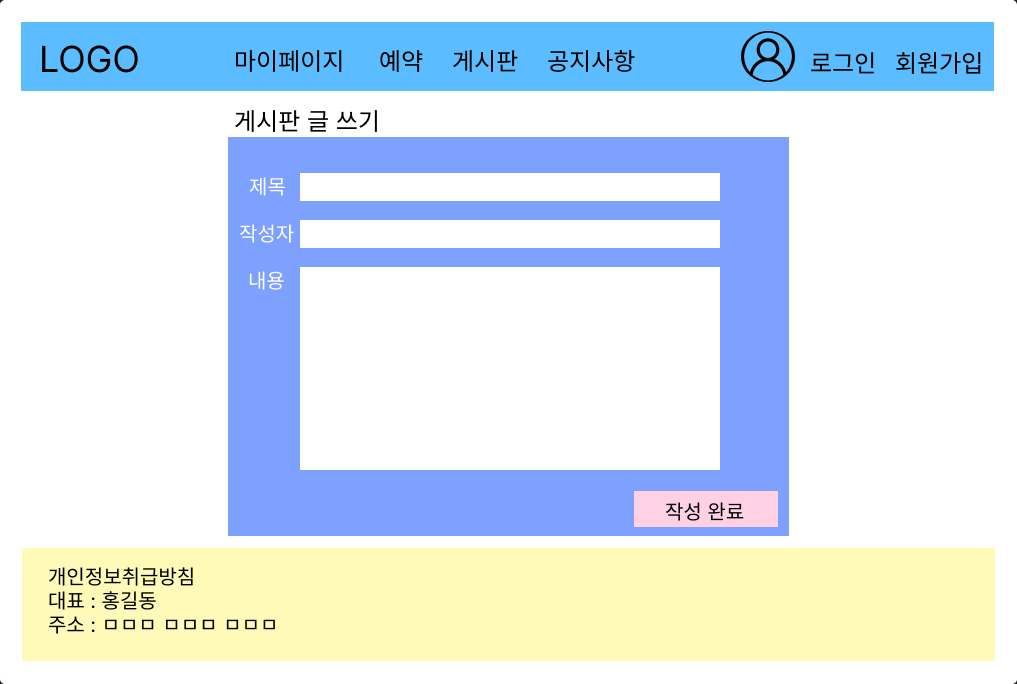 LOGO 마이페이지 예약 게시판 공지사항 로그인 회원가입
게시판 글 쓰기
제목
작성자
내용
작성 완료
개인정보취급방침
대표 : 홍길동
주소 : ㅁㅁㅁ ㅁㅁㅁ ㅁㅁㅁ